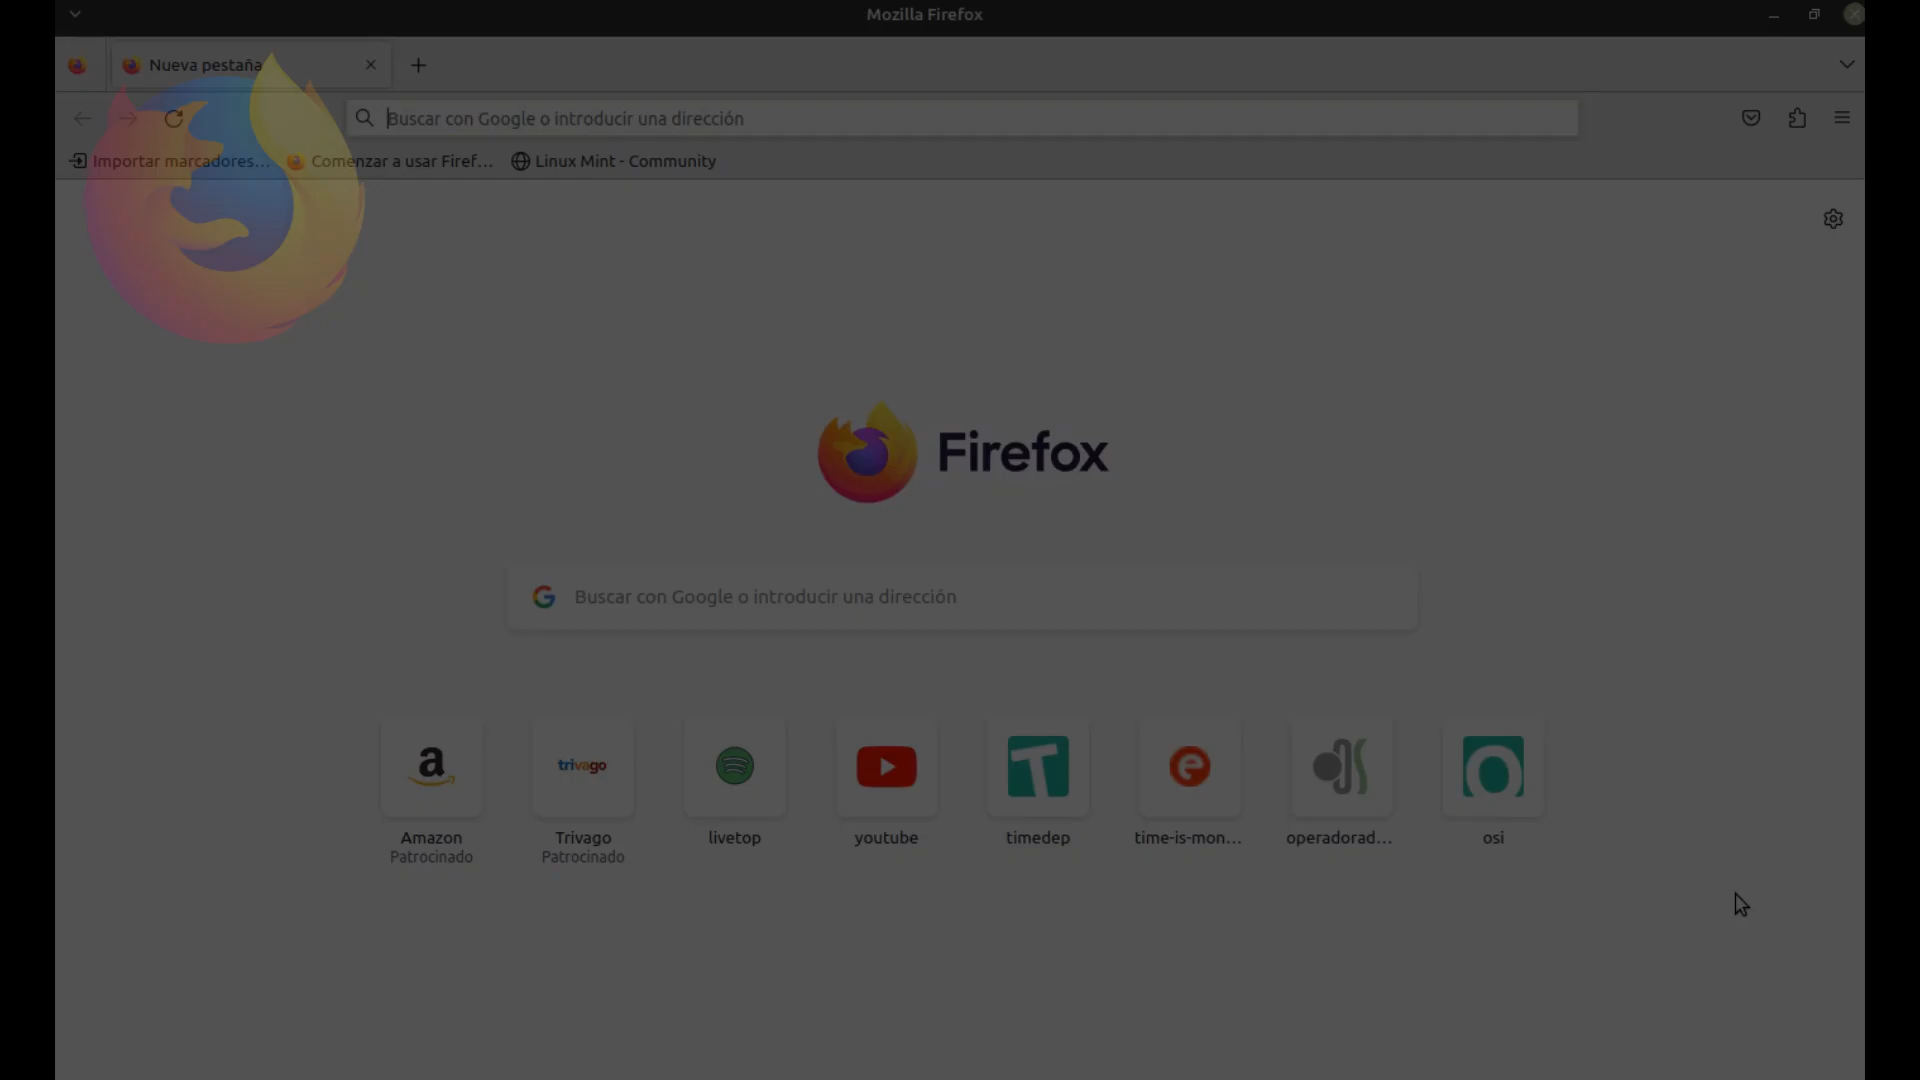 Mozilla Firefox
Nueva pestaña
Buscar con Google o introducir una dirección
Importar marcadores...
Comenzar a usar Firef...
Linux Mint - Community
Firefox
Buscar con Google o introducir una dirección
a
trivago
T
e
O
Amazon
Trivago
livetop
youtube
timedep
time-is-mon...
operadorad...
osi
Patrocinado
Patrocinado